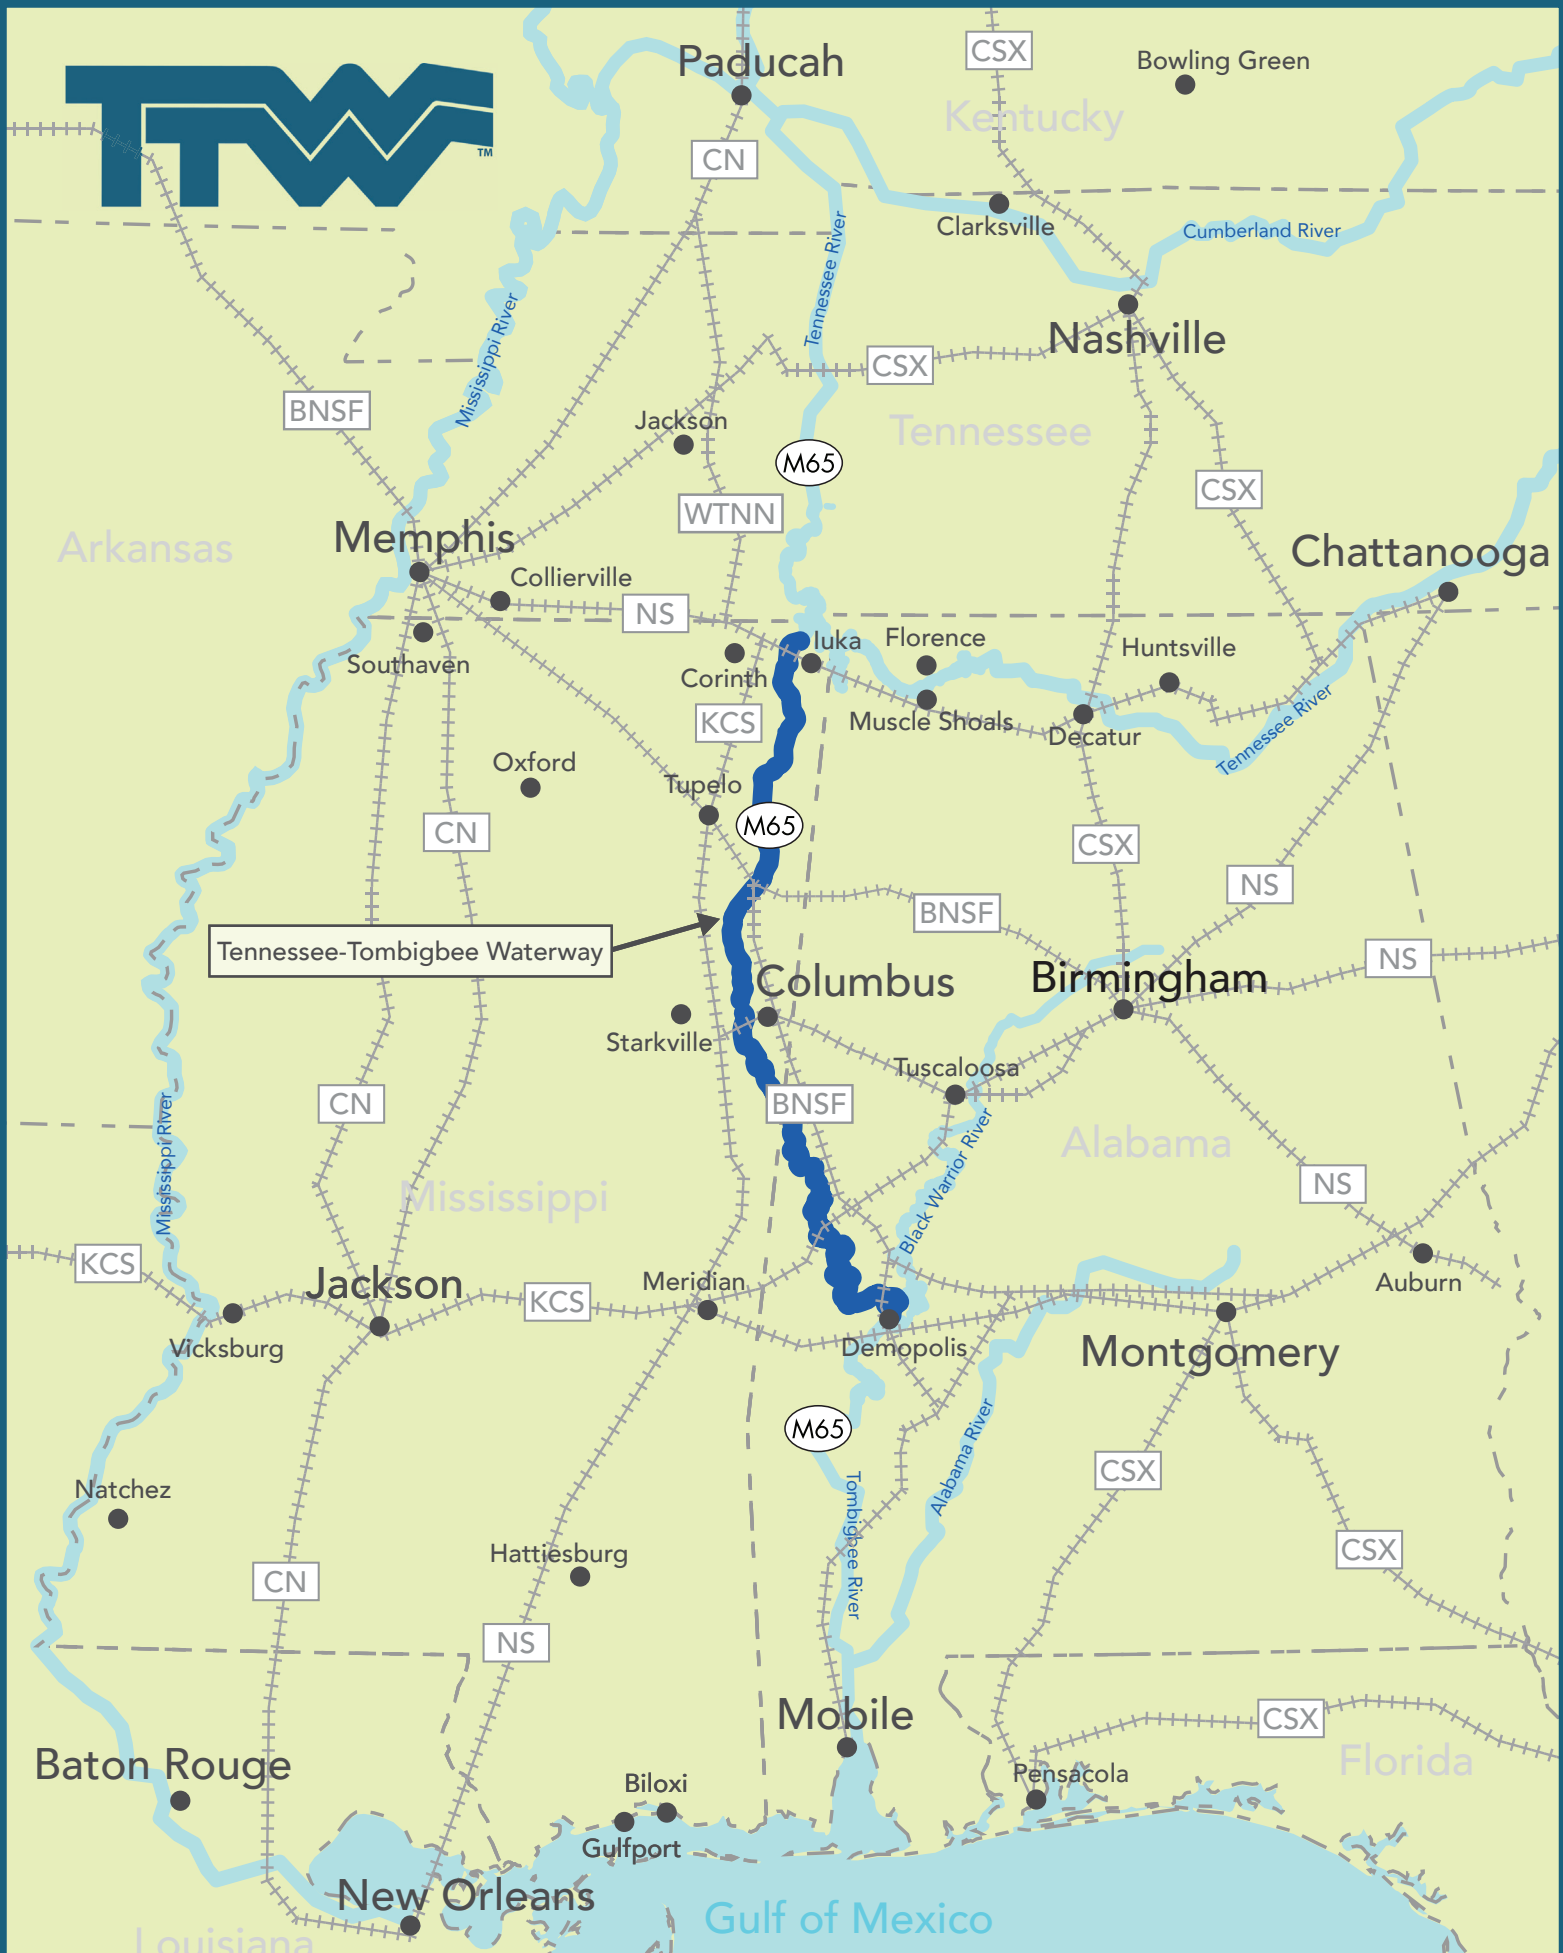 TTW
™
Paducah
CSX
Bowling Green
Kentucky
CN
Clarksville
Cumberland River
Tennessee River
Mississippi River
Nashville
CSX
BNSF
Jackson
Tennessee
M65
CSX
WTNN
Arkansas
Memphis
Chattanooga
Collierville
NS
Southaven
Iuka
Florence
Huntsville
Corinth
KCS
Muscle Shoals
Decatur
Tennessee River
Oxford
Tupelo
CN
M65
CSX
NS
BNSF
Tennessee-Tombigbee Waterway
NS
Columbus
Birmingham
Starkville
Tuscaloosa
CN
BNSF
Mississippi River
Black Warrior River
Alabama
Mississippi
NS
KCS
Jackson
Meridian
Auburn
KCS
Vicksburg
Demopolis
Montgomery
M65
Alabama River
CSX
Natchez
Tombigbee River
Hattiesburg
CSX
CN
NS
Mobile
CSX
Baton Rouge
Florida
Biloxi
Pensacola
Gulfport
New Orleans
Gulf of Mexico
Louisiana